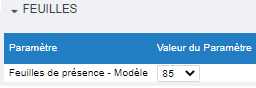 FEUILLES
Paramètre Valeur du Paramètre
Feuilles de présence - Modèle 85